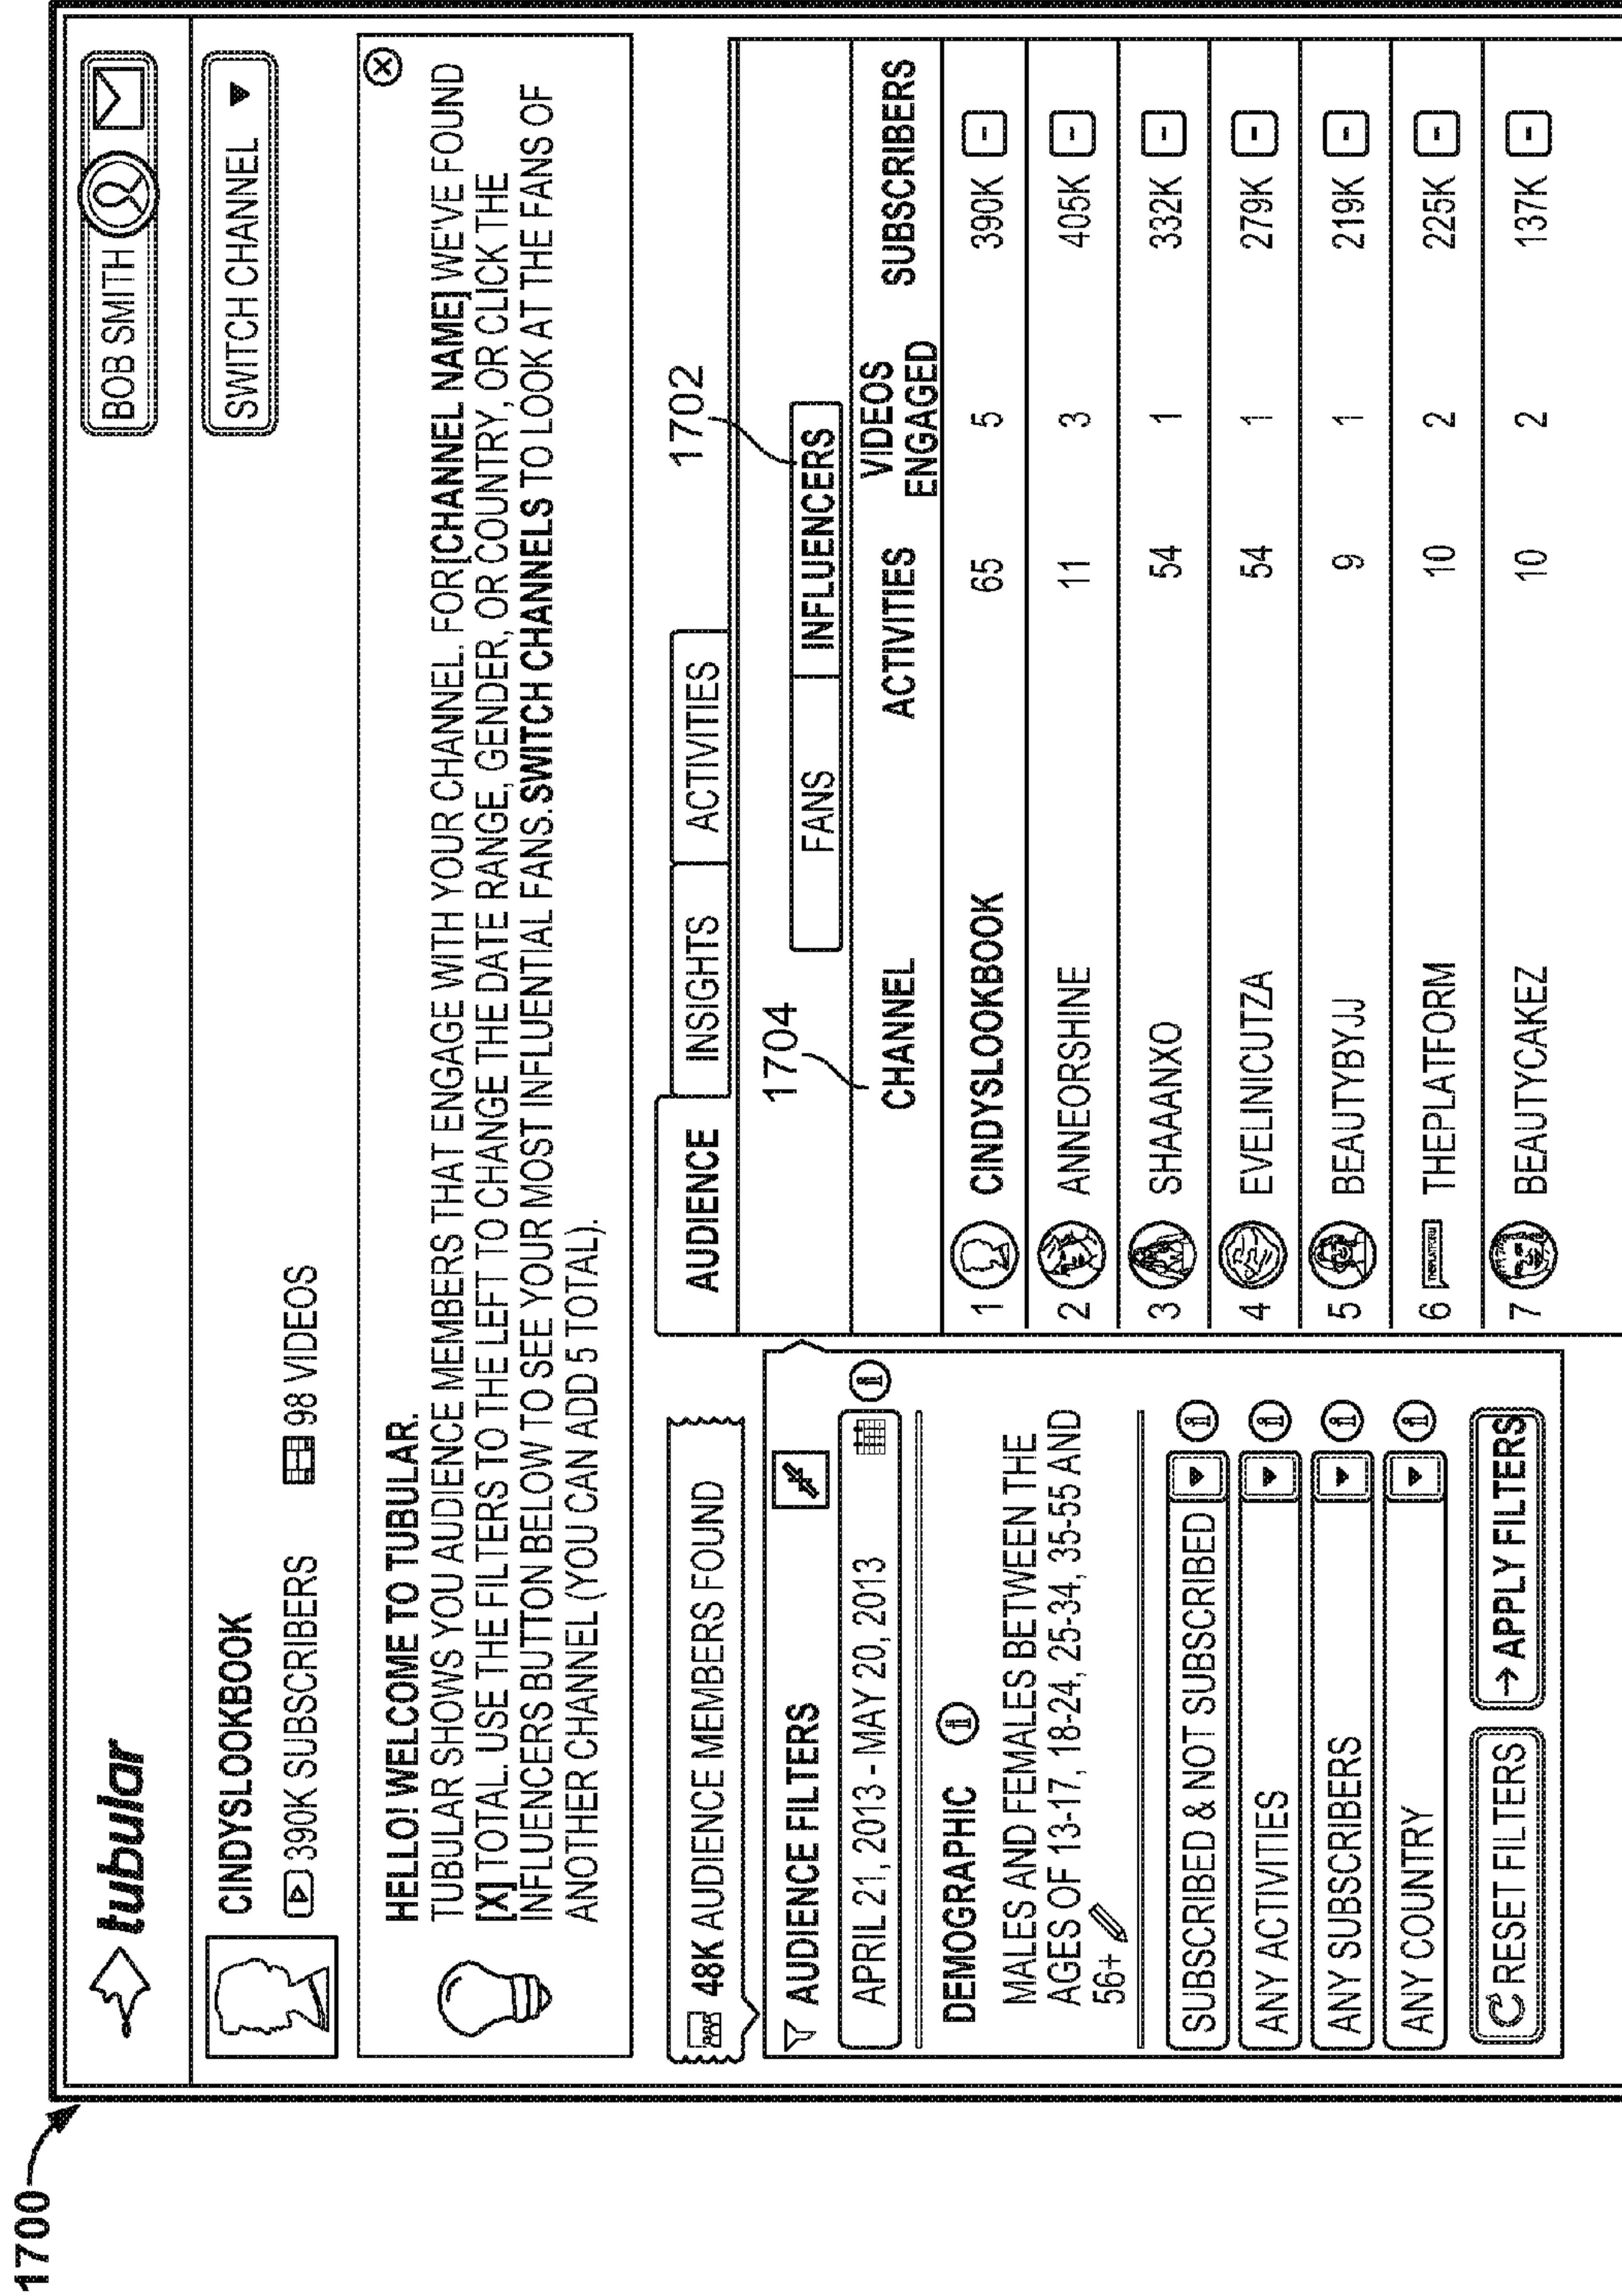 1700
tubular
BOB SMITH
CINDYSLOOKBOOK
390K SUBSCRIBERS 98 VIDEOS
SWITCH CHANNEL
HELLO! WELCOME TO TUBULAR.
TUBULAR SHOWS YOU AUDIENCE MEMBERS THAT ENGAGE WITH YOUR CHANNEL. FOR[CHANNEL NAME] WE'VE FOUND
[X] TOTAL. USE THE FILTERS TO THE LEFT TO CHANGE THE DATE RANGE, GENDER, OR COUNTRY, OR CLICK THE
INFLUENCERS BUTTON BELOW TO SEE YOUR MOST INFLUENTIAL FANS. SWITCH CHANNELS TO LOOK AT THE FANS OF
ANOTHER CHANNEL (YOU CAN ADD 5 TOTAL).
48K AUDIENCE MEMBERS FOUND
AUDIENCE FILTERS
APRIL 21, 2013 - MAY 20, 2013 i
DEMOGRAPHIC i
MALES AND FEMALES BETWEEN THE
AGES OF 13-17, 18-24, 25-34, 35-55 AND
56+
SUBSCRIBED & NOT SUBSCRIBED i
ANY ACTIVITIES i
ANY SUBSCRIBERS i
ANY COUNTRY i
RESET FILTERS → APPLY FILTERS
AUDIENCE INSIGHTS ACTIVITIES
1702
1704
FANS INFLUENCERS
CHANNEL ACTIVITIES VIDEOS ENGAGED SUBSCRIBERS
1 CINDYSLOOKBOOK 65 5 390K -
2 ANNEORSHINE 11 3 405K -
3 SHAAANXO 54 1 332K -
4 EVELINICUTZA 54 1 279K -
5 BEAUTYBYJJ 9 1 219K -
6 THEPLATFORM THEPLATFORM 10 2 225K -
7 BEAUTYCAKEZ 10 2 137K -